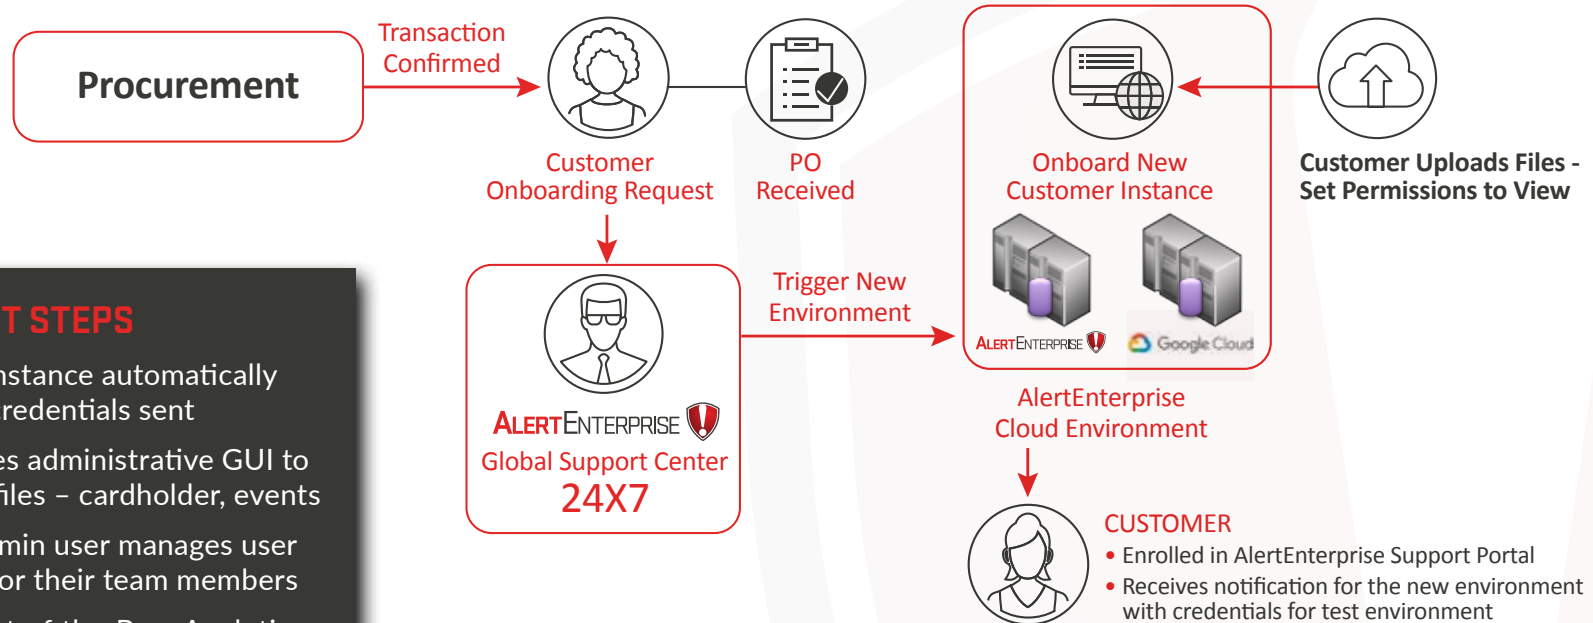 Procurement
Transaction
Confirmed
Customer
Onboarding Request
PO
Received
Onboard New
Customer Instance
Customer Uploads Files -
Set Permissions to View
ALERTENTERPRISE
Google Cloud
Trigger New
Environment
ALERTENTERPRISE
Global Support Center
24X7
AlertEnterprise
Cloud Environment
CUSTOMER
• Enrolled in AlertEnterprise Support Portal
• Receives notification for the new environment
with credentials for test environment
T STEPS
nstance automatically
credentials sent
es administrative GUI to
files – cardholder, events
min user manages user
or their team members